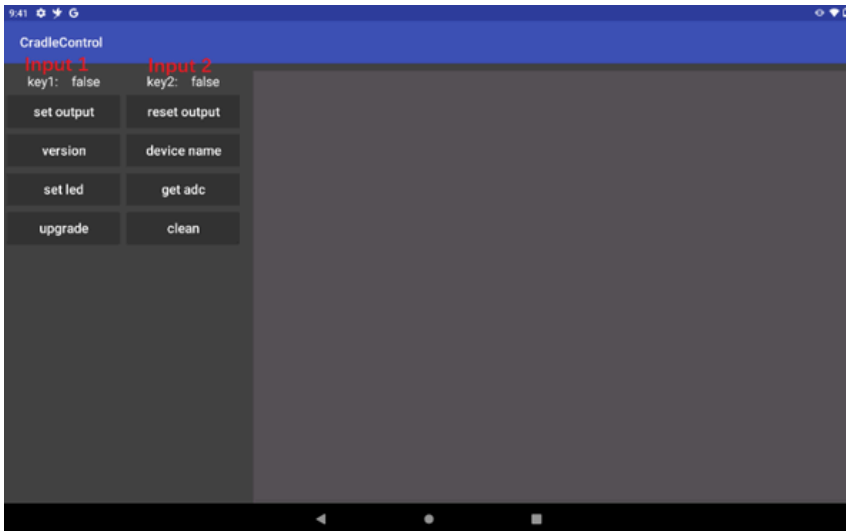 9:41 G
CradleControl
Input 1 Input 2
key1: false key2: false
set output reset output
version device name
set led get adc
upgrade clean